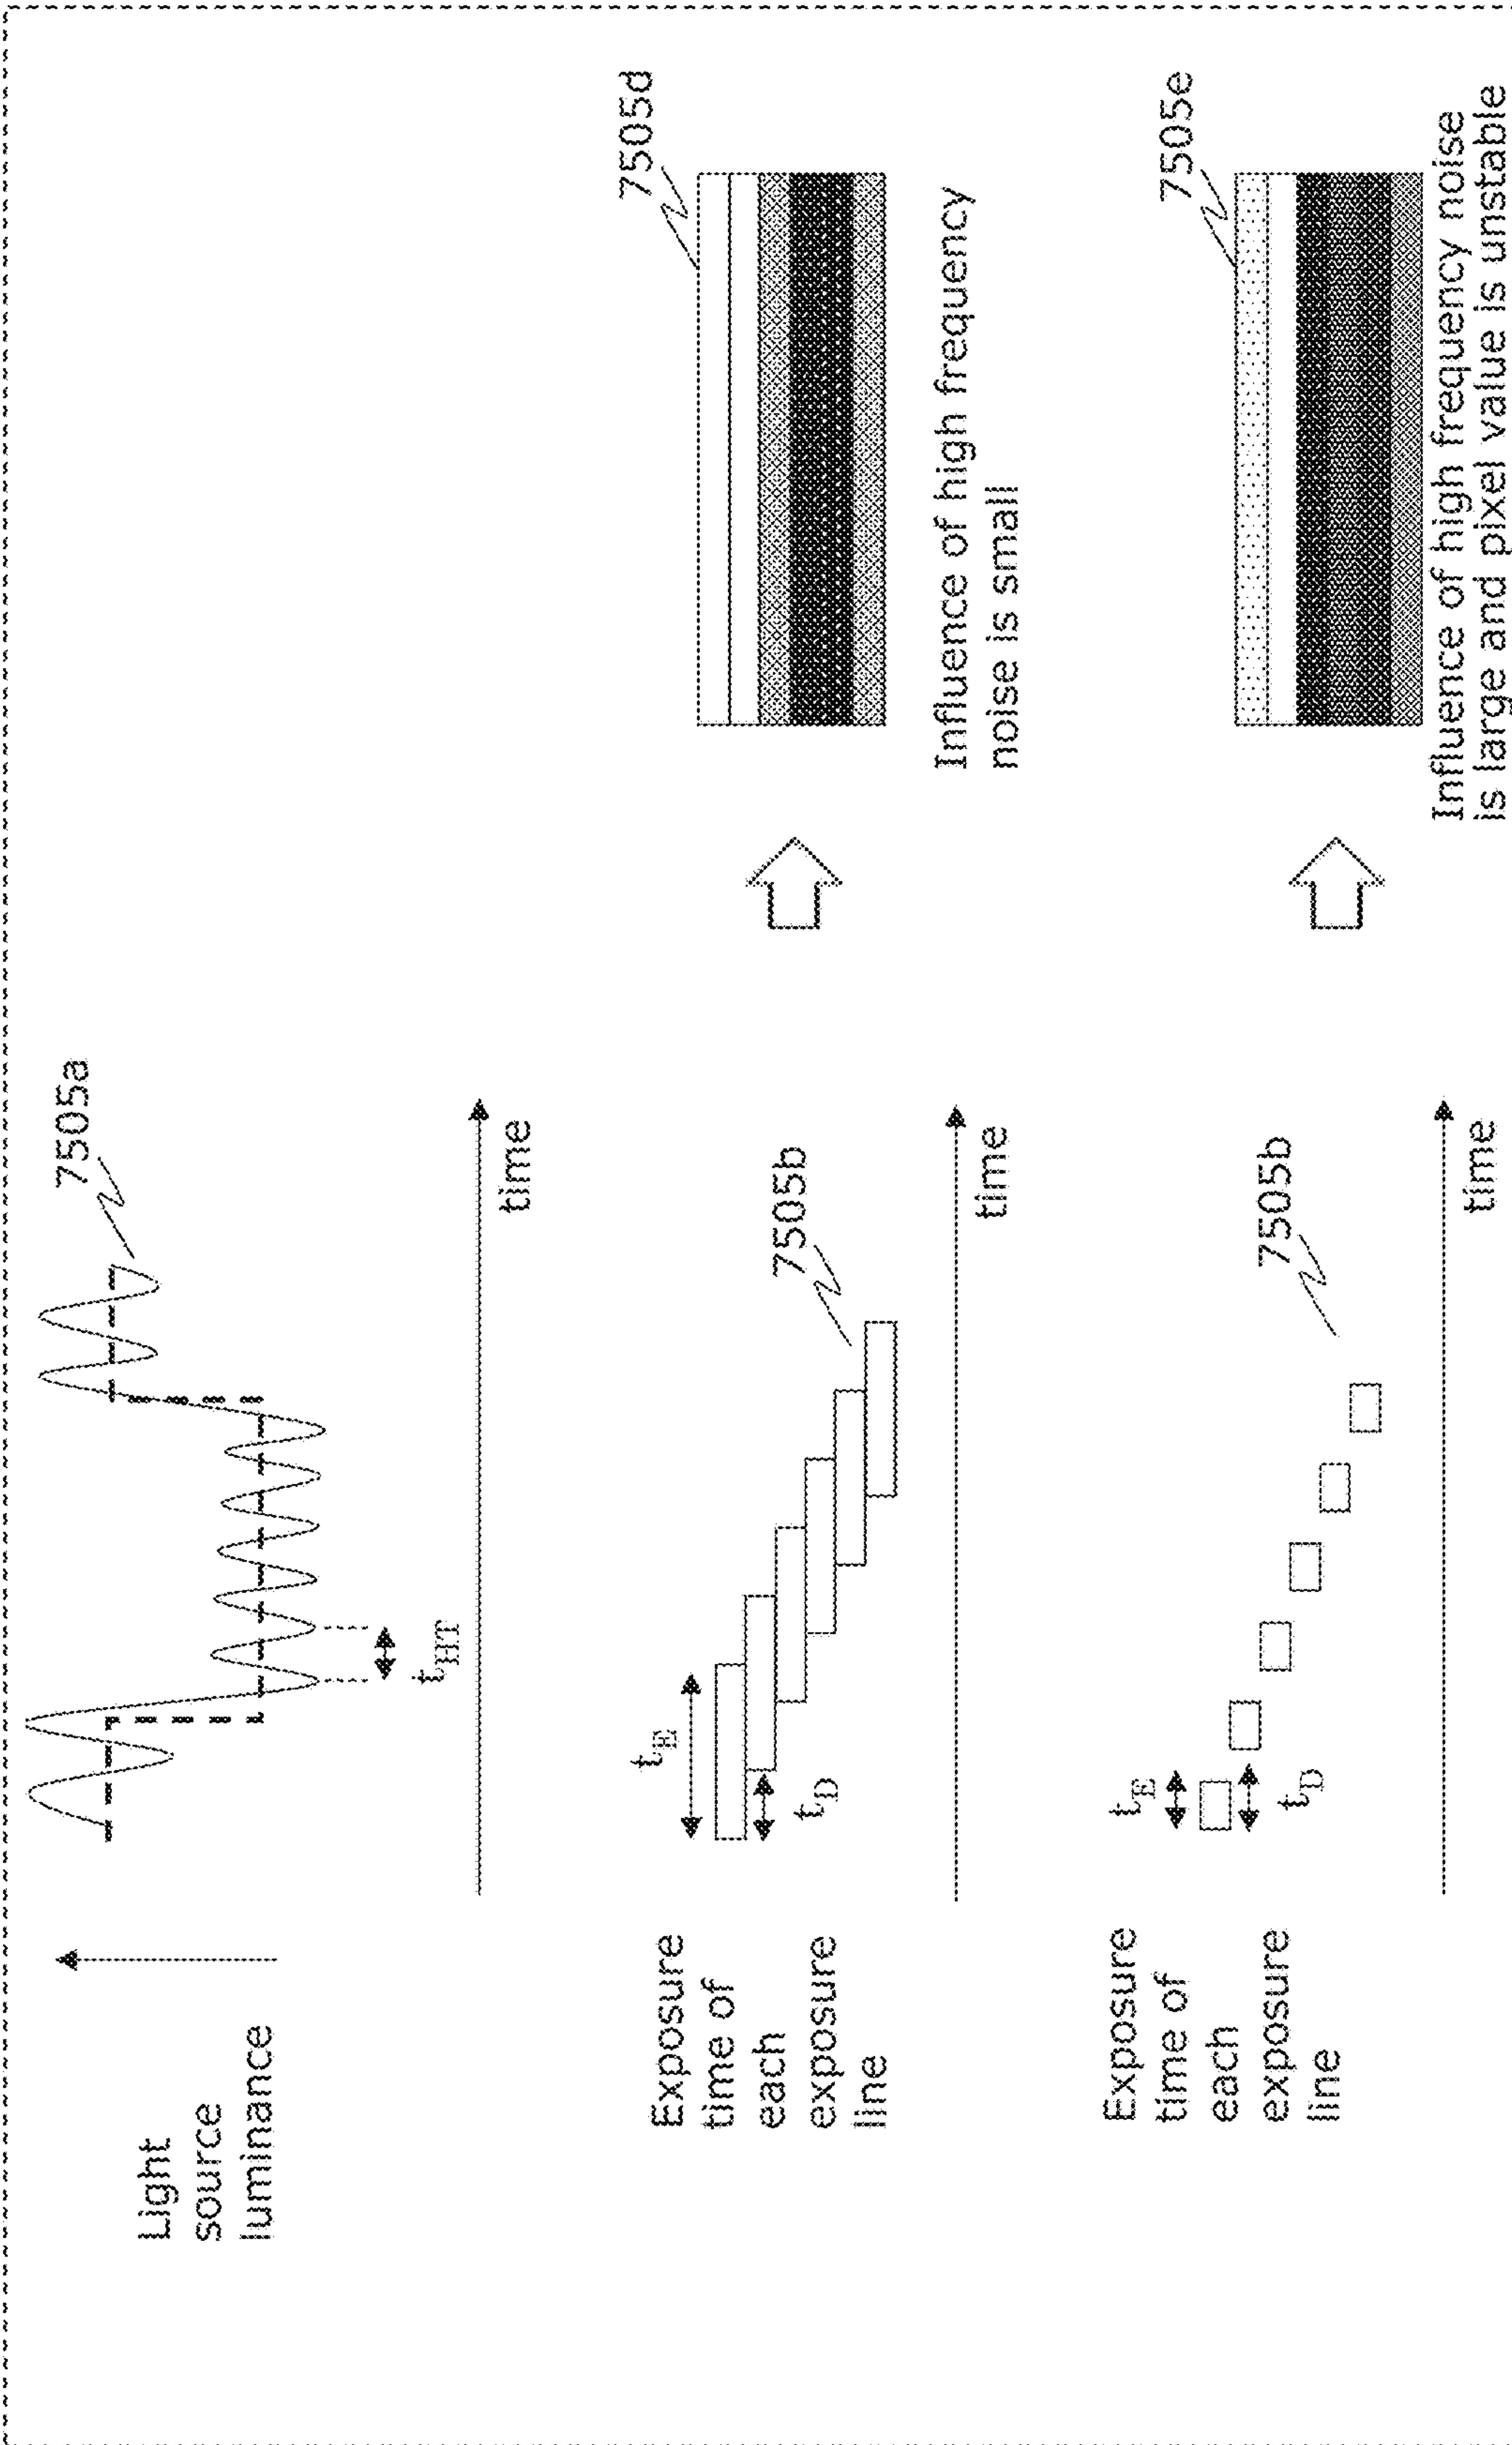 Light
source
luminance
7505a
t_HT
time
Exposure
time of
each
exposure
line
t_E
t_D
7505b
time
7505d
Influence of high frequency
noise is small
Exposure
time of
each
exposure
line
t_E
t_D
7505b
time
7505e
Influence of high frequency noise
is large and pixel value is unstable